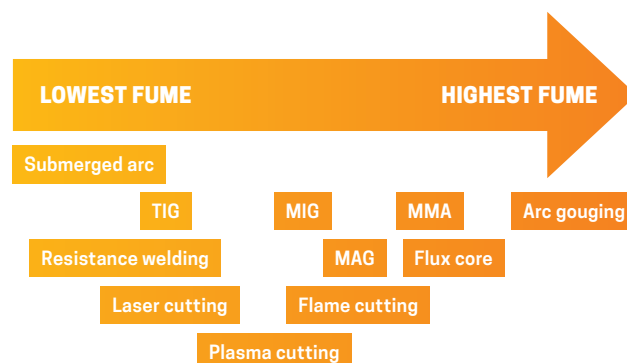 LOWEST FUME
HIGHEST FUME
Submerged arc
TIG
MIG
MMA
Arc gouging
Resistance welding
MAG
Flux core
Laser cutting
Flame cutting
Plasma cutting